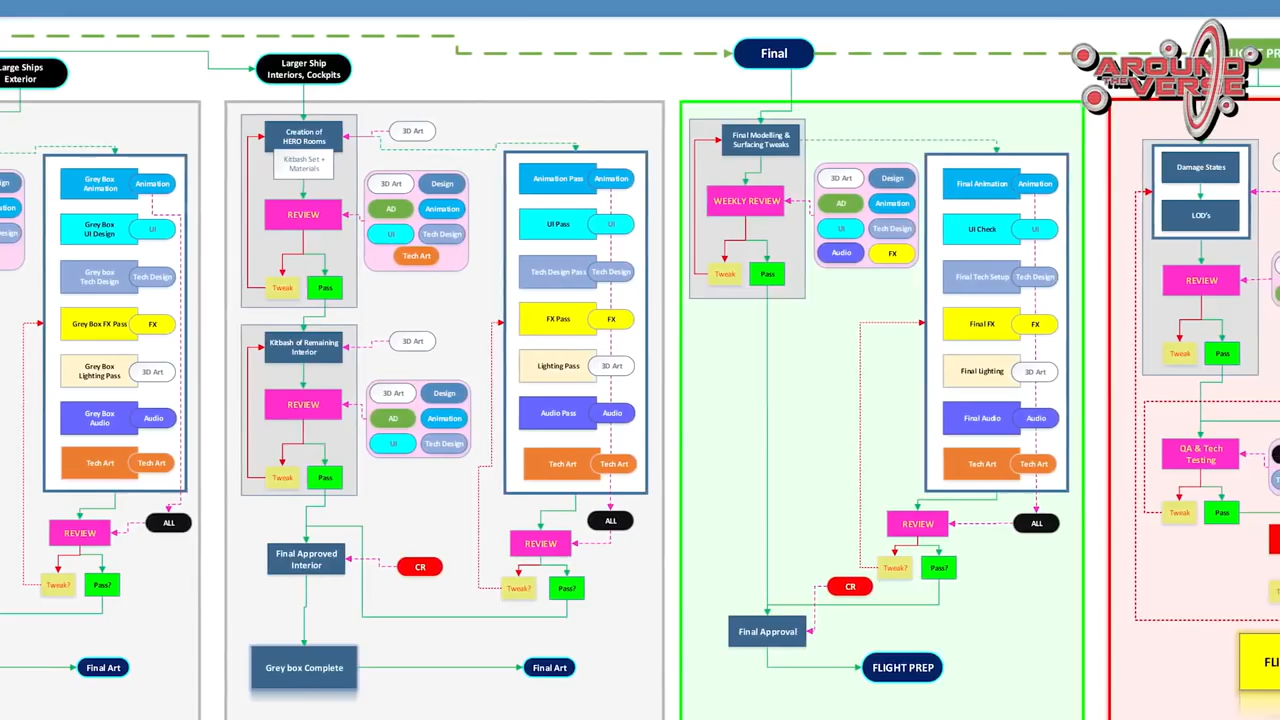 Large Ships
Exterior
Grey Box
Animation
Animation
Grey Box
UI Design
UI
Grey box
Tech Design
Tech Design
Grey Box FX Pass
FX
Grey Box
Lighting Pass
3D Art
Grey Box
Audio
Audio
Tech Art
Tech Art
REVIEW
ALL
Tweak?
Pass?
Final Art
Larger Ship
Interiors, Cockpits
Creation of
HERO Rooms
3D Art
Kitbash Set +
Materials
REVIEW
3D Art
Design
AD
Animation
UI
Tech Design
Tech Art
Tweak
Pass
Kitbash of Remaining
Interior
3D Art
REVIEW
3D Art
Design
AD
Animation
UI
Tech Design
Tweak
Pass
Final Approved
Interior
CR
Grey box Complete
Final Art
Animation Pass
Animation
UI Pass
UI
Tech Design Pass
Tech Design
FX Pass
FX
Lighting Pass
3D Art
Audio Pass
Audio
Tech Art
Tech Art
ALL
REVIEW
Tweak?
Pass?
Final
Final Modelling &
Surfacing Tweaks
WEEKLY REVIEW
3D Art
Design
AD
Animation
UI
Tech Design
Audio
FX
Tweak
Pass
Final Animation
Animation
UI Check
UI
Final Tech Setup
Tech Design
Final FX
FX
Final Lighting
3D Art
Final Audio
Audio
Tech Art
Tech Art
REVIEW
ALL
Tweak?
Pass?
CR
Final Approval
FLIGHT PREP
AROUND
THE VERSE
Damage States
LOD's
REVIEW
Tweak
Pass
QA & Tech
Testing
Tweak
Pass